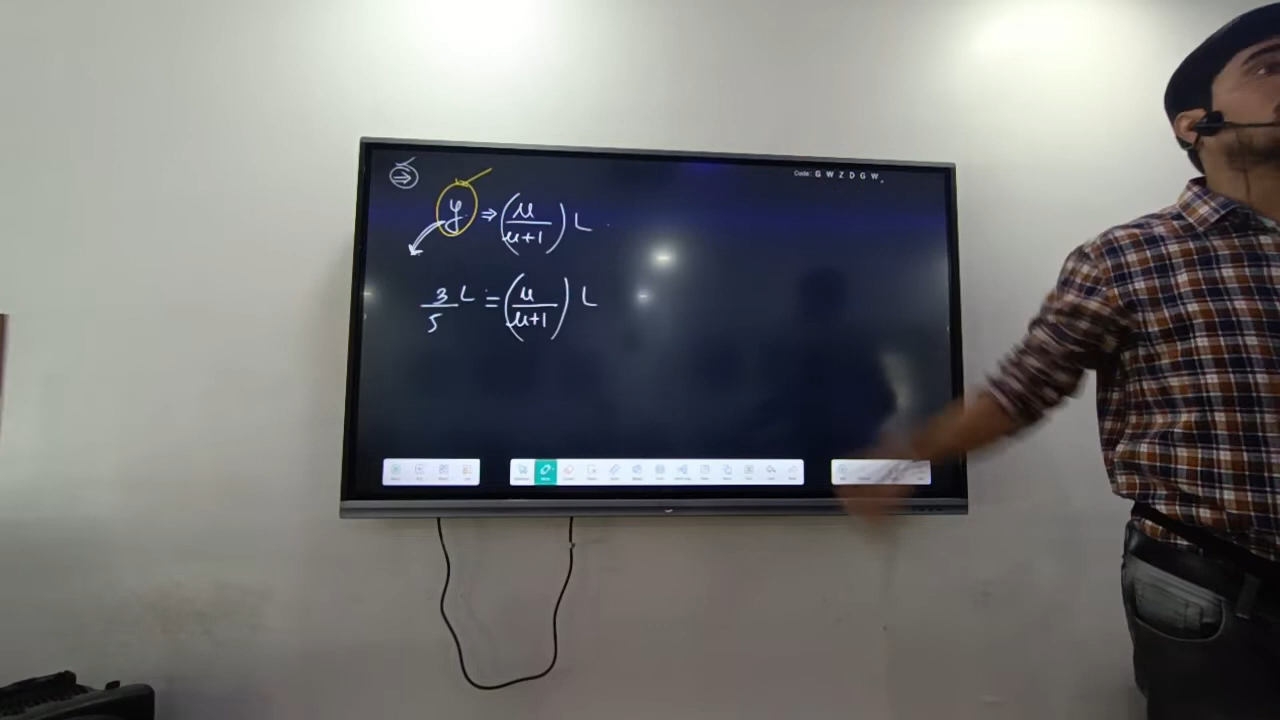 Code: G W Z D G W
⇒
y ⇒ (μ/(μ+1)) L
3/5 L = (μ/(μ+1)) L